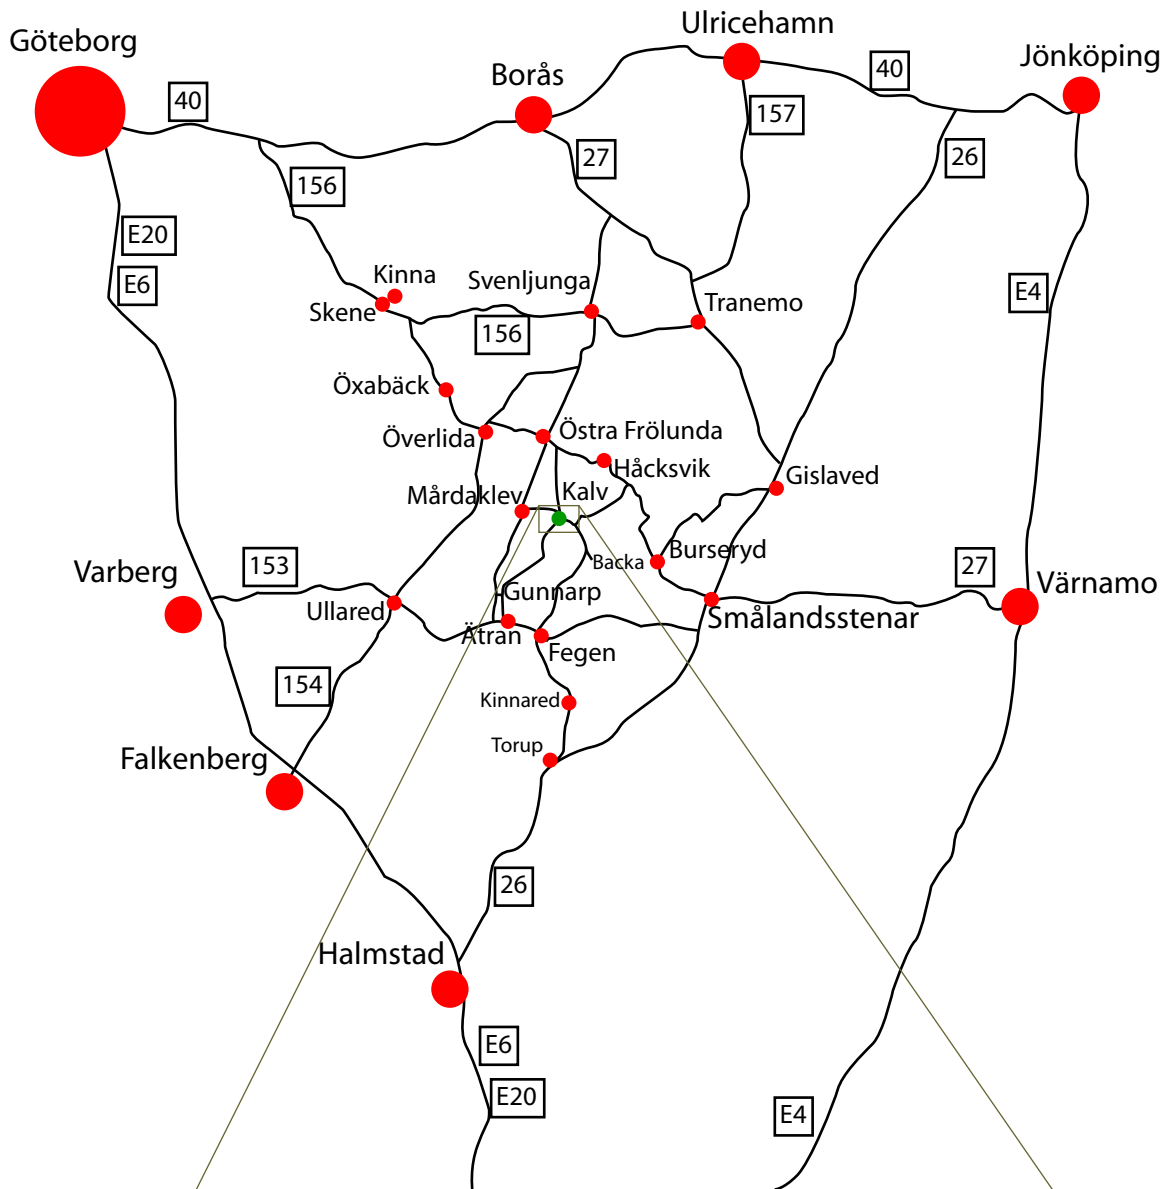 Ulricehamn
Göteborg
Jönköping
Borås
40
40
157
27
26
156
E20
E6
Kinna
Svenljunga
E4
Skene
Tranemo
156
Öxabäck
Överlida
Östra Frölunda
Håcksvik
Gislaved
Mårdaklev
Kalv
Burseryd
Backa
153
27
Varberg
Värnamo
Gunnarp
Ullared
Smålandsstenar
Ätran
Fegen
154
Kinnared
Torup
Falkenberg
26
Halmstad
E6
E20
E4